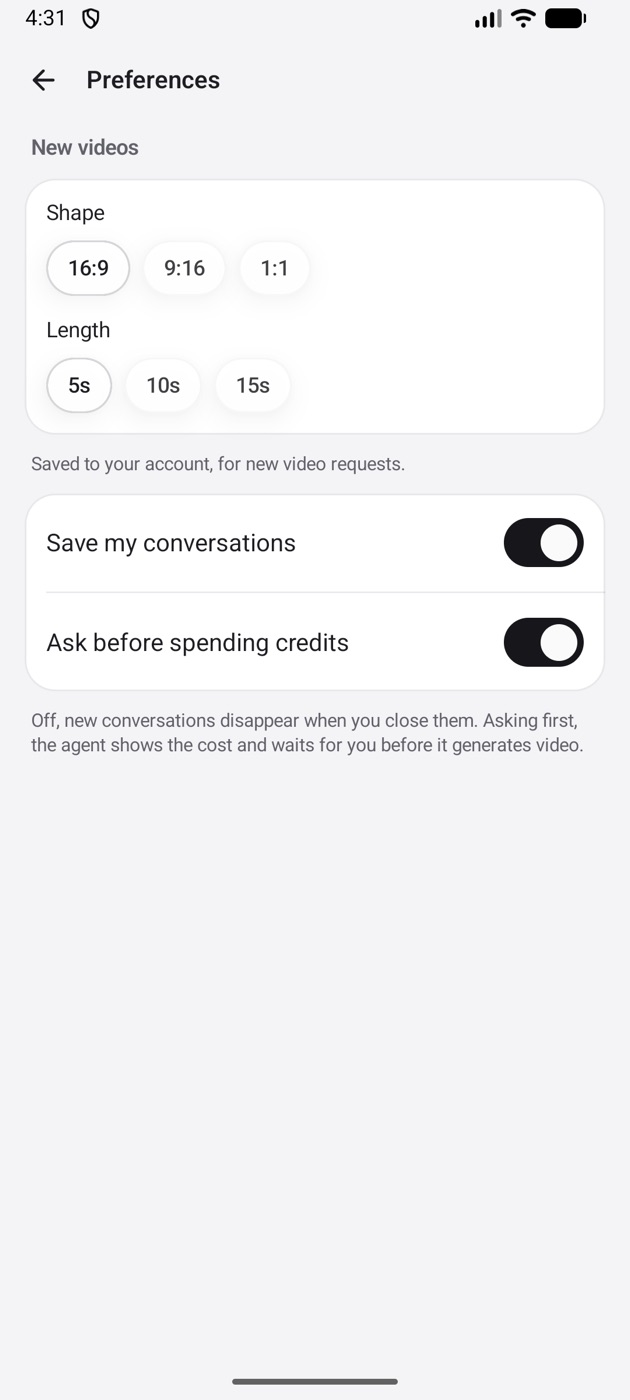 4:31
Preferences
New videos
Shape
16:9 9:16 1:1
Length
5s 10s 15s
Saved to your account, for new video requests.
Save my conversations
Ask before spending credits
Off, new conversations disappear when you close them. Asking first,
the agent shows the cost and waits for you before it generates video.